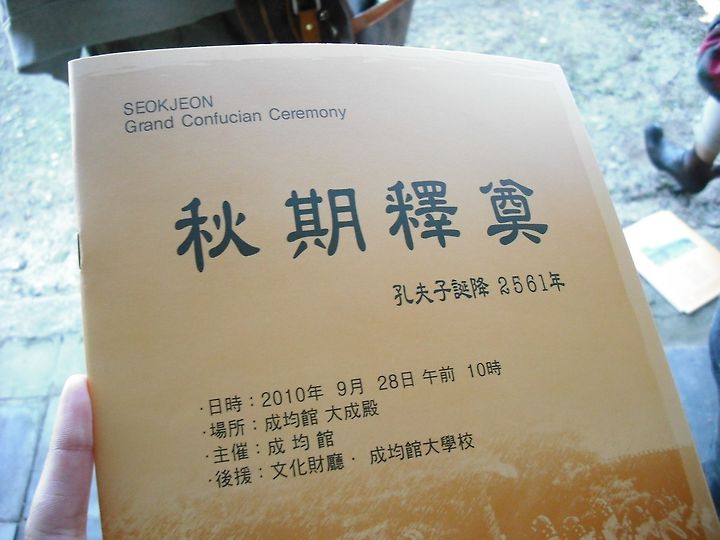 SEOKJEON
Grand Confucian Ceremony
秋期釋奠
孔夫子誕降 2561年
·日時 : 2010年 9月 28日 午前 10時
·場所 : 成均館 大成殿
·主催 : 成 均 館
·後援 : 文化財廳 · 成均館大學校